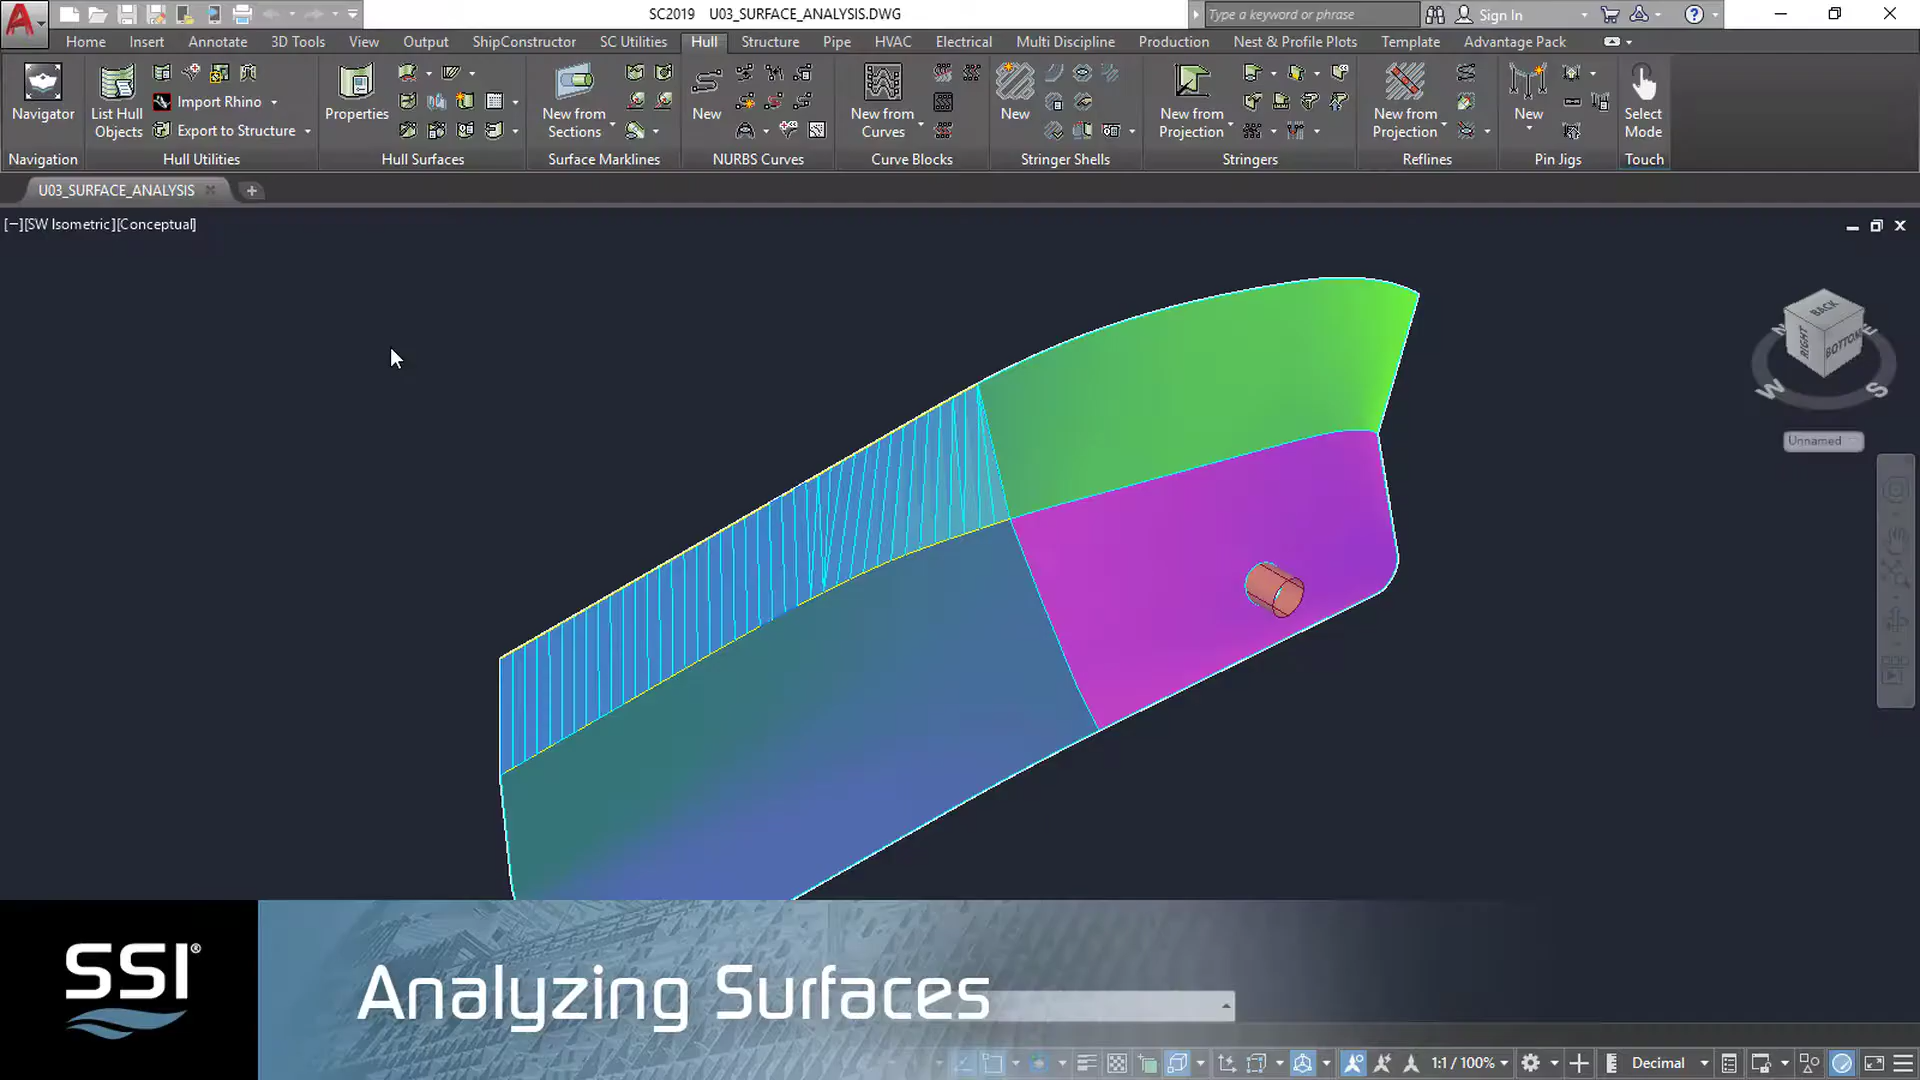 SC2019 U03_SURFACE_ANALYSIS.DWG
Type a keyword or phrase
Sign In
Home Insert Annotate 3D Tools View Output ShipConstructor SC Utilities Hull Structure Pipe HVAC Electrical Multi Discipline Production Nest & Profile Plots Template Advantage Pack
Navigator
List Hull
Objects
Import Rhino
Export to Structure
Properties
New from
Sections
New
New from
Curves
New
New from
Projection
New from
Projection
New
Select
Mode
Navigation Hull Utilities Hull Surfaces Surface Marklines NURBS Curves Curve Blocks Stringer Shells Stringers Reflines Pin Jigs Touch
U03_SURFACE_ANALYSIS
[−][SW Isometric][Conceptual]
BACK
RIGHT
BOTTOM
N
E
W
S
Unnamed
SSI®
Analyzing Surfaces
1:1 / 100%
Decimal